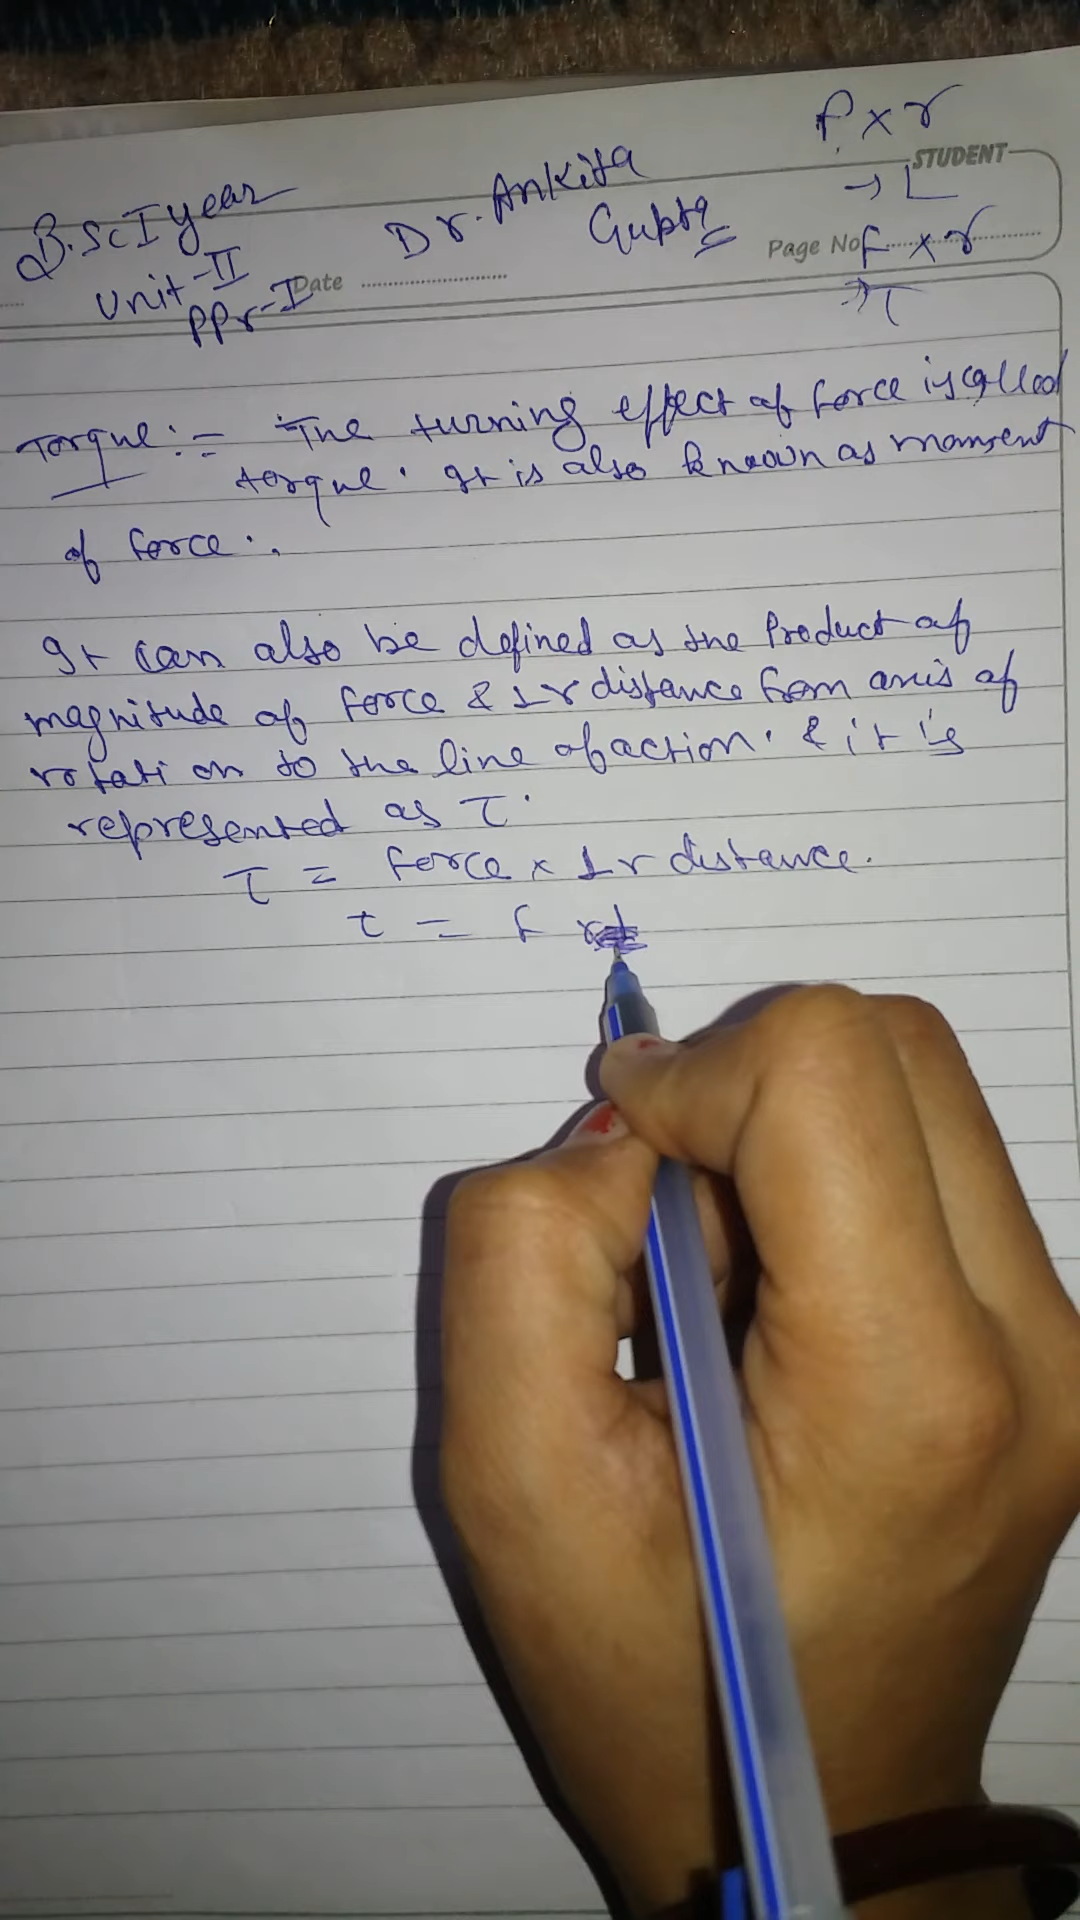 P × r
STUDENT
→ L
B.Sc I year
Dr. Ankita
Gupta
Page No. F × r
Unit-II
Date
PPr-I
→ τ
Torque :- The turning effect of force is called
torque. It is also known as moment
of force.
It can also be defined as the Product of
magnitude of force & ⊥r distance from axis of
rotation to the line of action. & it is
represented as τ.
τ = force × ⊥r distance.
τ = F r